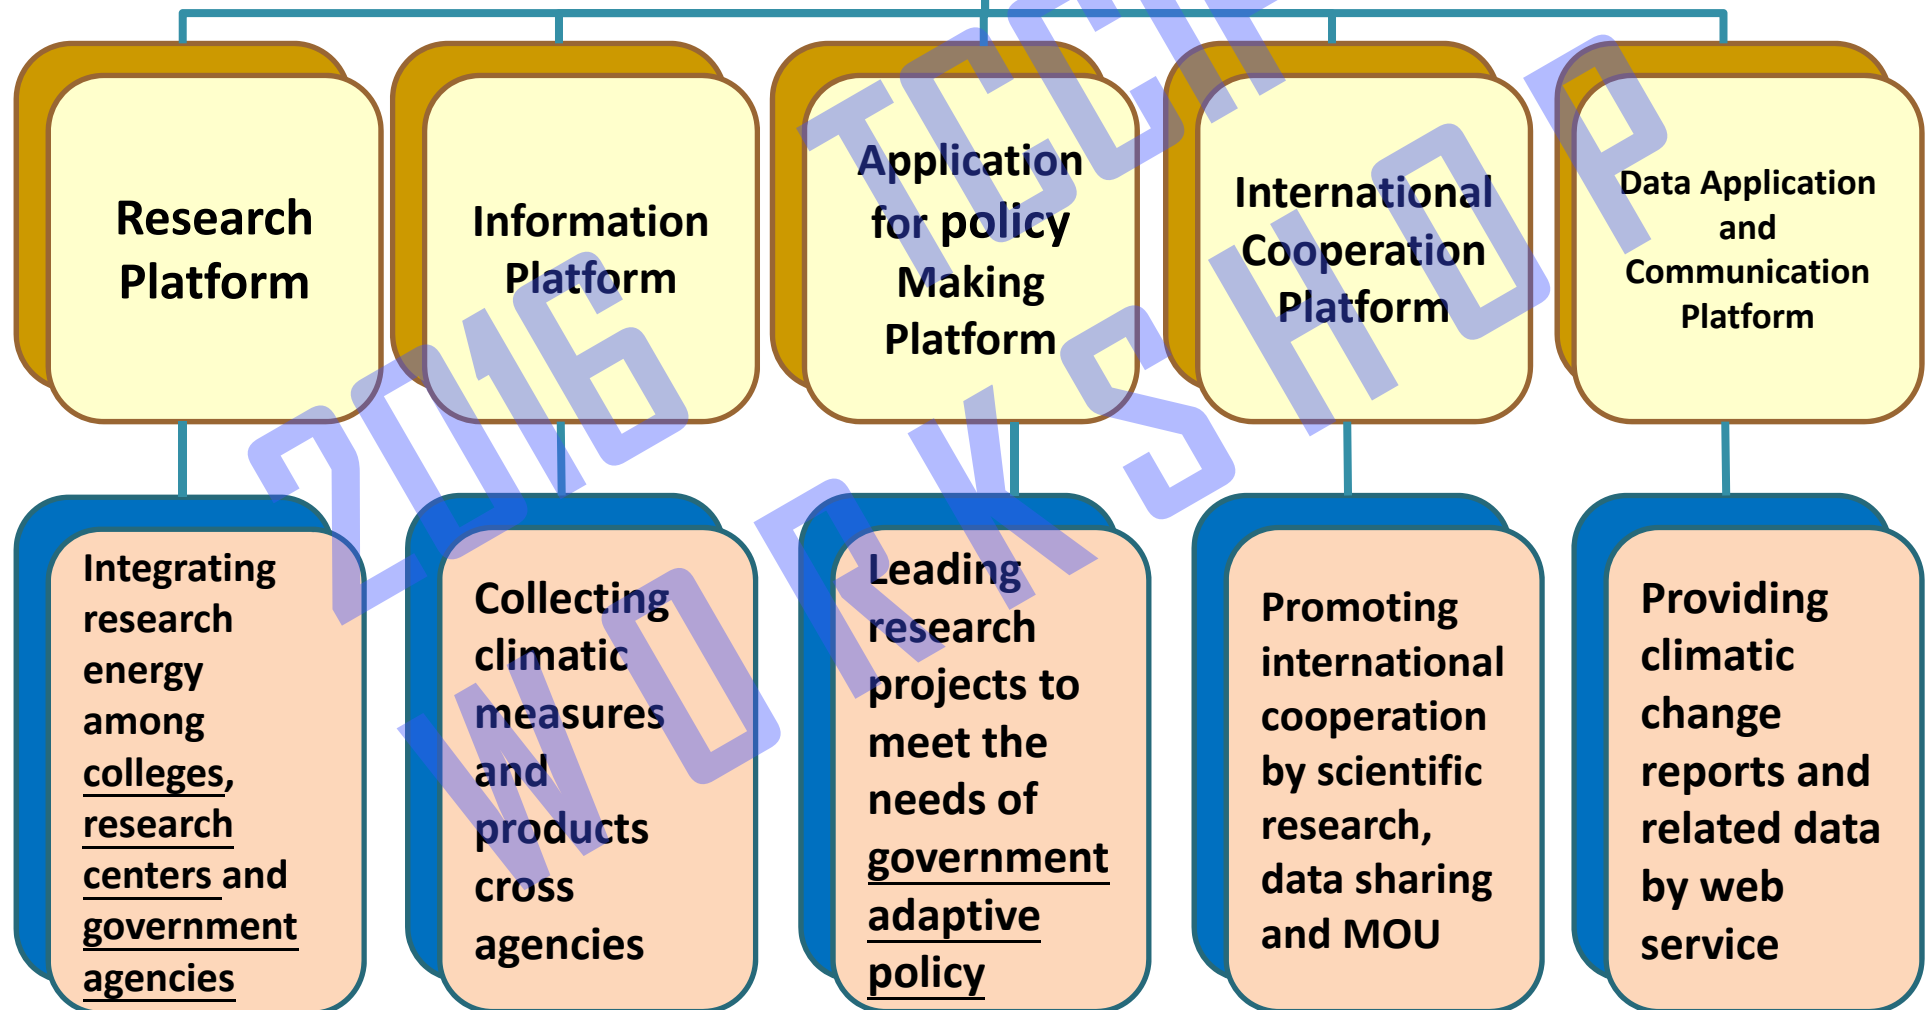 Research
Platform
Information
Platform
Application
for policy
Making
Platform
International
Cooperation
Platform
Data Application
and
Communication
Platform
Integrating
research
energy
among
colleges,
research
centers and
government
agencies
Collecting
climatic
measures
and
products
cross
agencies
Leading
research
projects to
meet the
needs of
government
adaptive
policy
Promoting
international
cooperation
by scientific
research,
data sharing
and MOU
Providing
climatic
change
reports and
related data
by web
service
2016
WORKSHOP